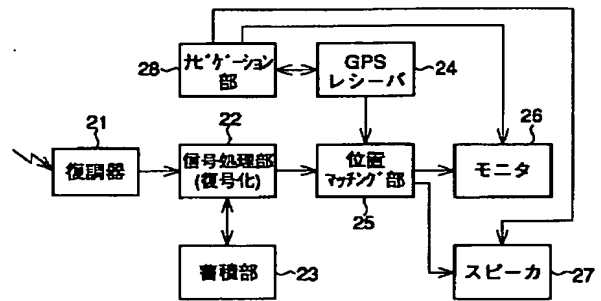 28
ナビゲーション
部
GPS
レシーバ
24
21
22
26
復調器
信号処理部
(復号化)
位置
マッチング部
モニタ
25
蓄積部
23
スピーカ
27